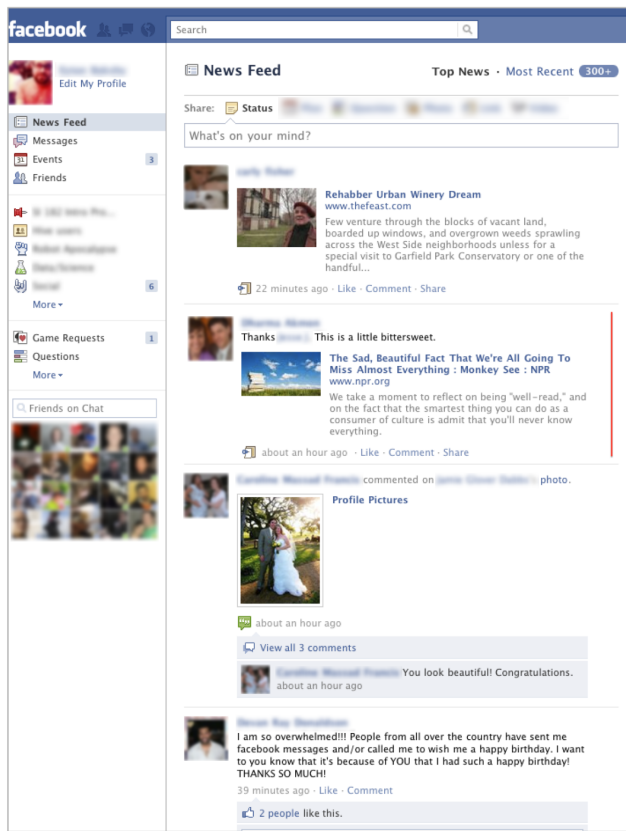 facebook
Search
Edit My Profile
News Feed
Messages
Events 3
Friends
6
More
Game Requests 1
Questions
More
Friends on Chat
News Feed
Top News · Most Recent 300+
Share: Status
What's on your mind?
Rehabber Urban Winery Dream
www.thefeast.com
Few venture through the blocks of vacant land,
boarded up windows, and overgrown weeds sprawling
across the West Side neighborhoods unless for a
special visit to Garfield Park Conservatory or one of the
handful...
22 minutes ago · Like · Comment · Share
Thanks This is a little bittersweet.
The Sad, Beautiful Fact That We're All Going To
Miss Almost Everything : Monkey See : NPR
www.npr.org
We take a moment to reflect on being "well-read," and
on the fact that the smartest thing you can do as a
consumer of culture is admit that you'll never know
everything.
about an hour ago · Like · Comment · Share
commented on photo.
Profile Pictures
about an hour ago
View all 3 comments
You look beautiful! Congratulations.
about an hour ago
I am so overwhelmed!!! People from all over the country have sent me
facebook messages and/or called me to wish me a happy birthday. I want
to you know that it's because of YOU that I had such a happy birthday!
THANKS SO MUCH!
39 minutes ago · Like · Comment
2 people like this.